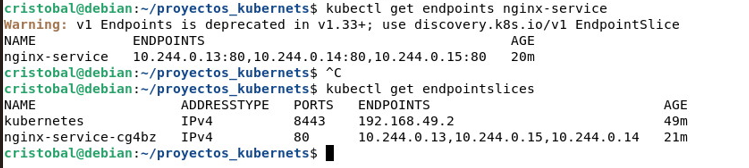 cristobal@debian:~/proyectos_kubernets$ kubectl get endpoints nginx-service
Warning: v1 Endpoints is deprecated in v1.33+; use discovery.k8s.io/v1 EndpointSlice
NAME            ENDPOINTS                                      AGE
nginx-service   10.244.0.13:80,10.244.0.14:80,10.244.0.15:80   20m
cristobal@debian:~/proyectos_kubernets$ ^C
cristobal@debian:~/proyectos_kubernets$ kubectl get endpointslices
NAME                  ADDRESSTYPE   PORTS   ENDPOINTS                             AGE
kubernetes            IPv4          8443    192.168.49.2                          49m
nginx-service-cg4bz   IPv4          80      10.244.0.13,10.244.0.15,10.244.0.14   21m
cristobal@debian:~/proyectos_kubernets$